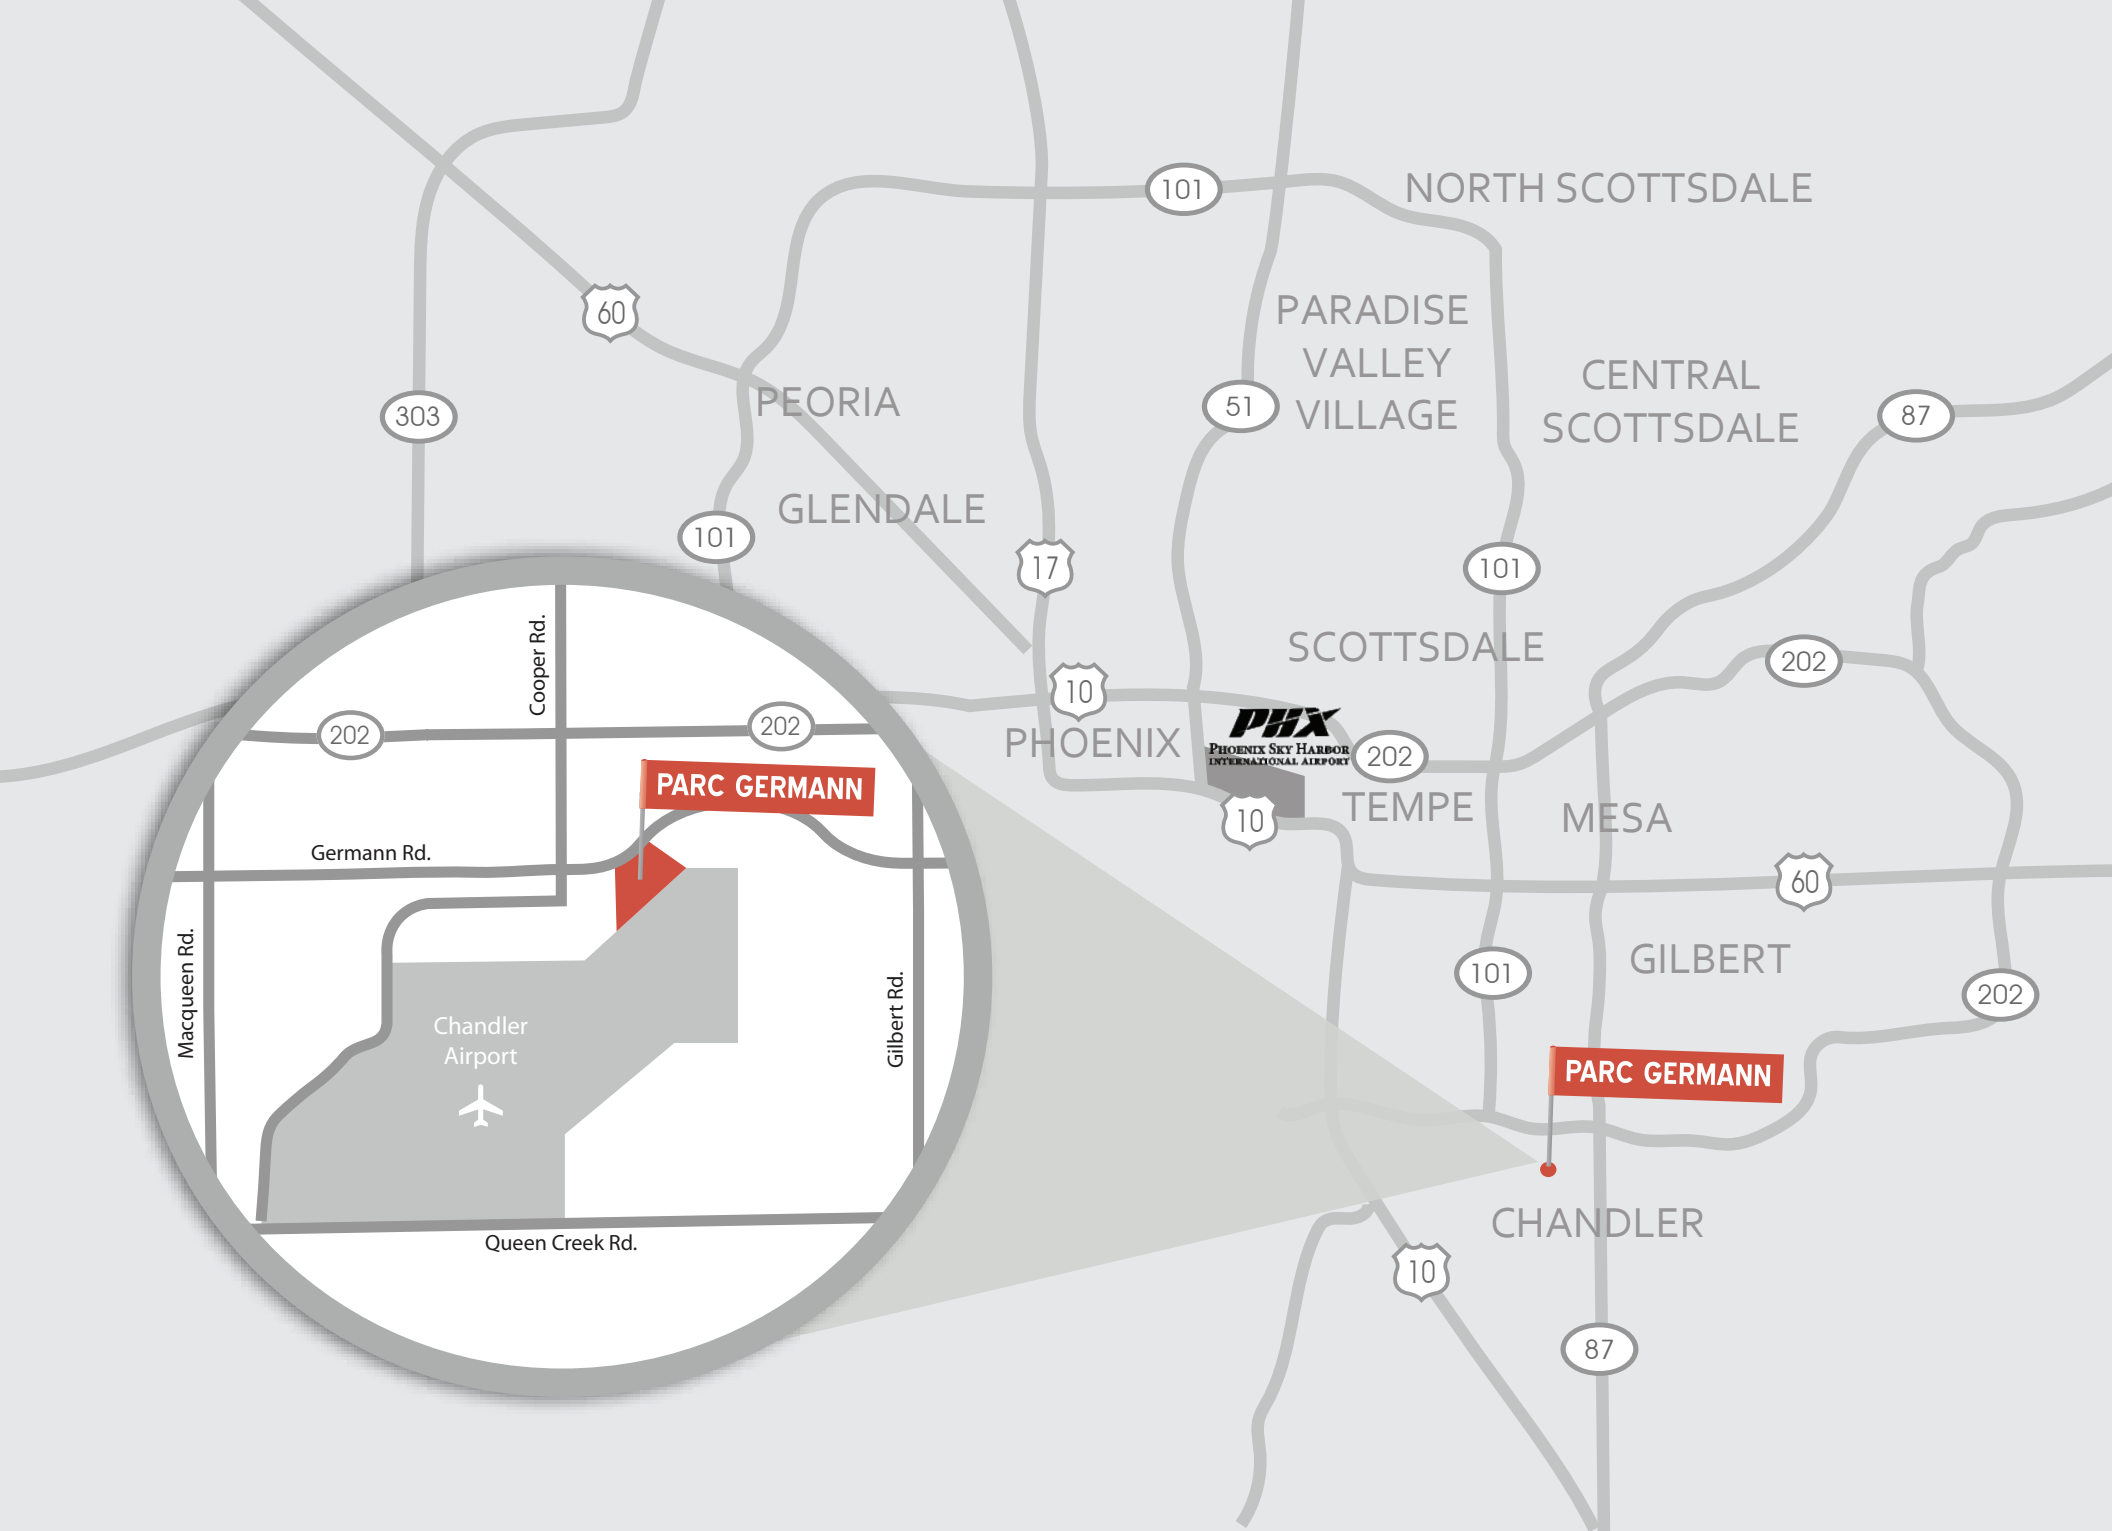 101
NORTH SCOTTSDALE
60
PARADISE
VALLEY
VILLAGE
CENTRAL
SCOTTSDALE
303
PEORIA
51
87
GLENDALE
101
17
101
SCOTTSDALE
202
10
PHX
PHOENIX SKY HARBOR
INTERNATIONAL AIRPORT
PHOENIX
202
10
TEMPE
MESA
60
GILBERT
101
202
PARC GERMANN
CHANDLER
10
87
Cooper Rd.
202
202
PARC GERMANN
Germann Rd.
Macqueen Rd.
Gilbert Rd.
Chandler
Airport
Queen Creek Rd.